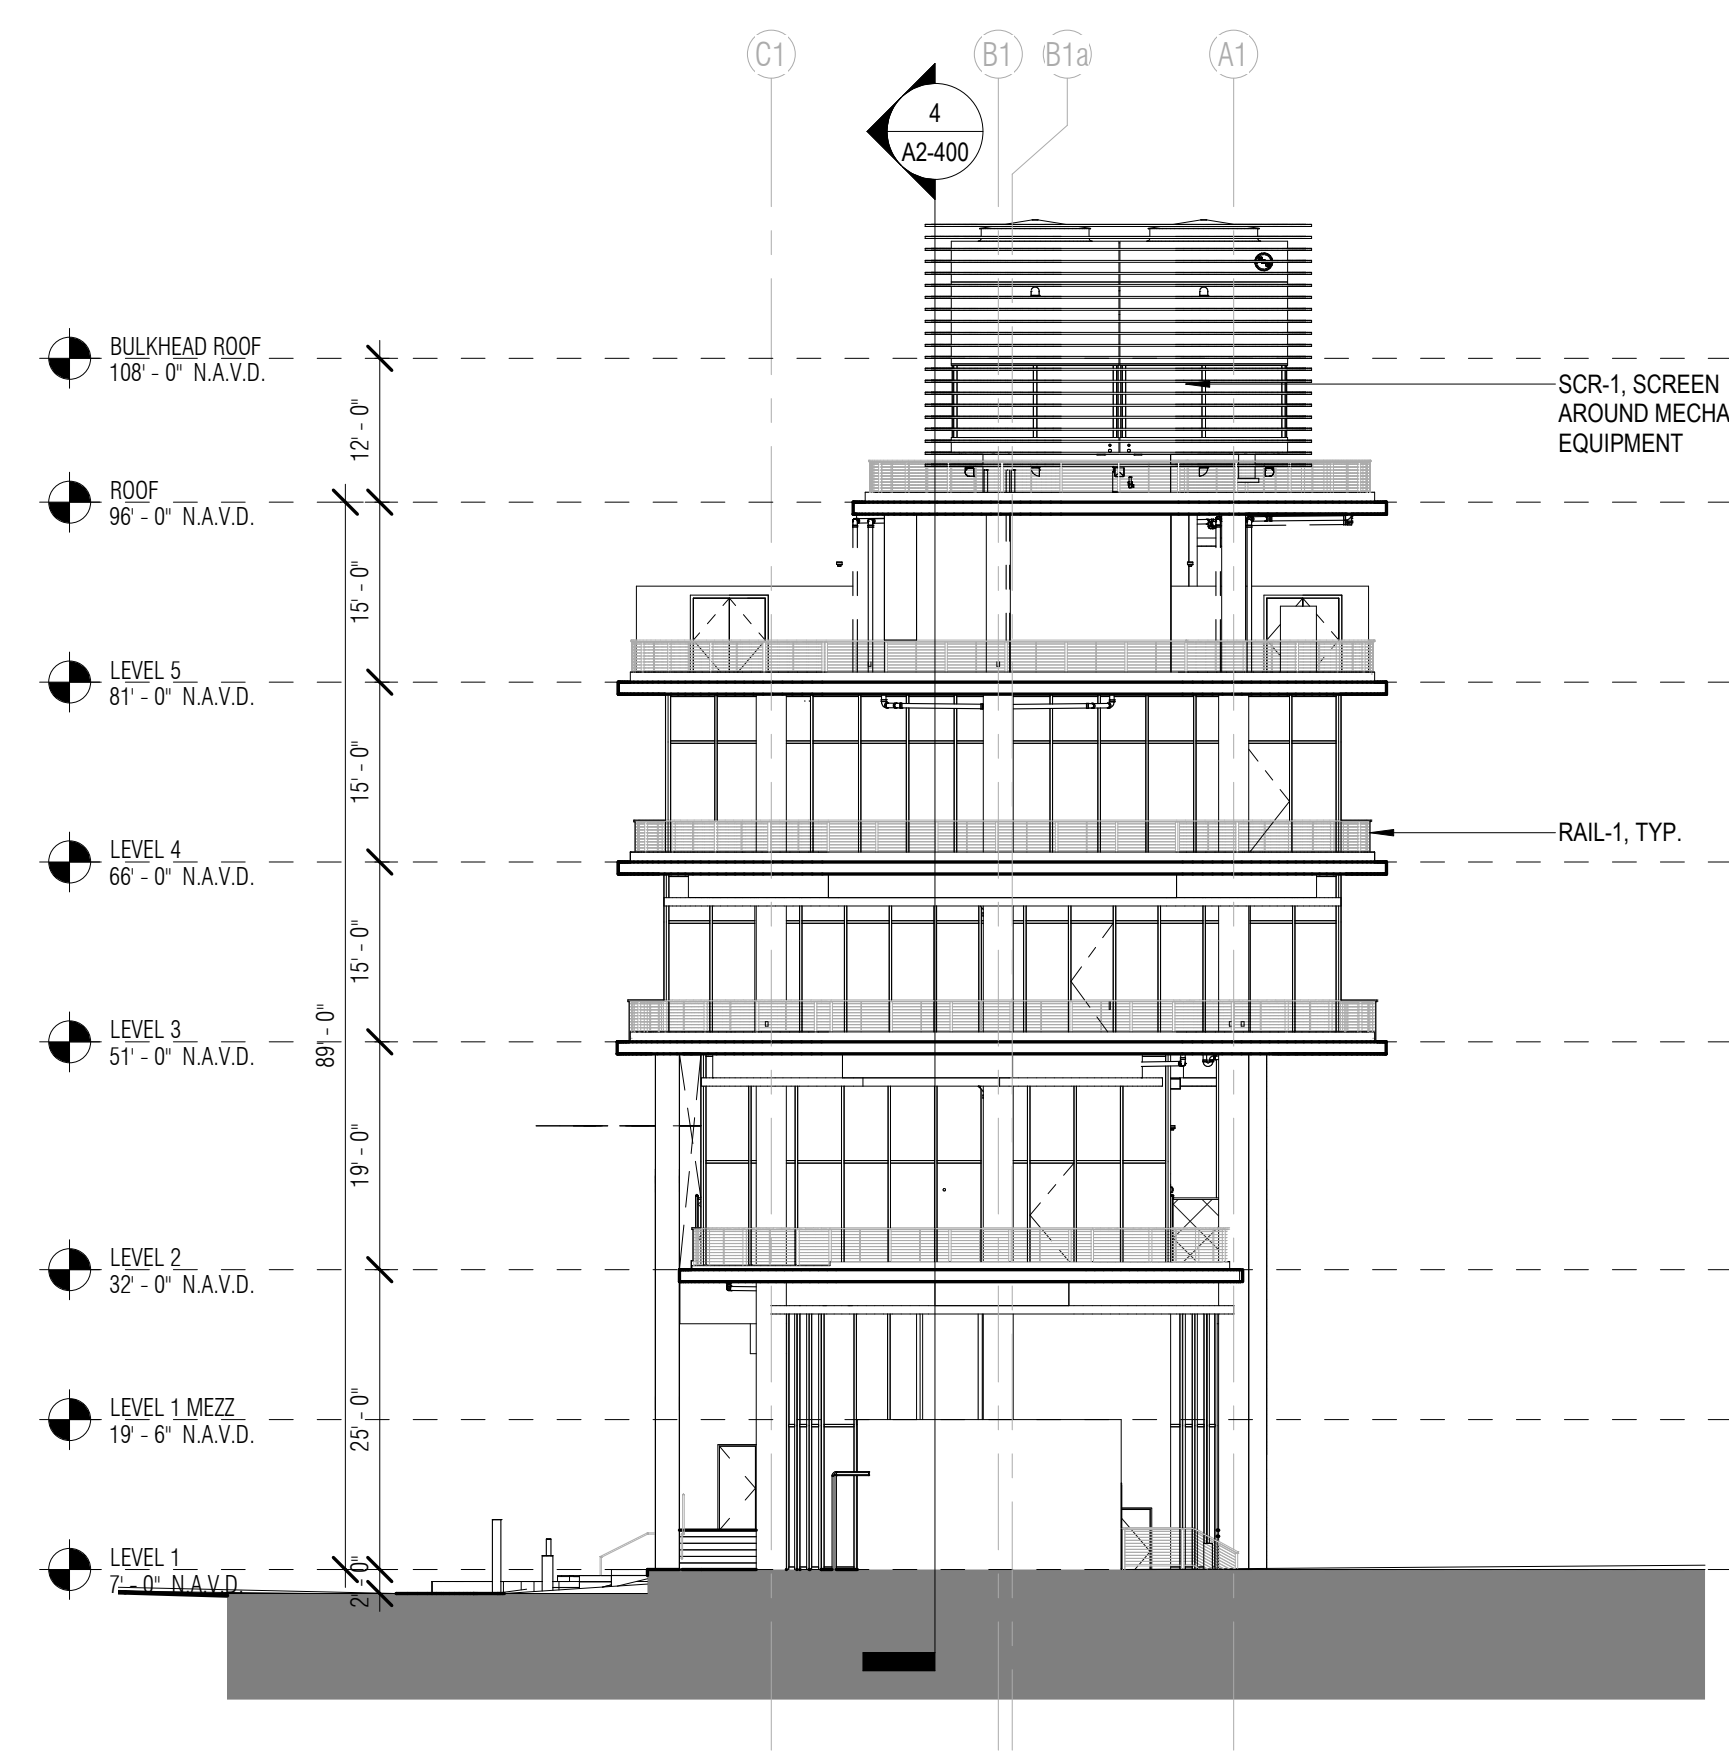 C1
B1
B1a
A1
4
A2-400
BULKHEAD ROOF
108' - 0" N.A.V.D.
SCR-1, SCREEN
AROUND MECHA
EQUIPMENT
12' - 0"
ROOF
96' - 0" N.A.V.D.
15' - 0"
LEVEL 5
81' - 0" N.A.V.D.
15' - 0"
RAIL-1, TYP.
LEVEL 4
66' - 0" N.A.V.D.
15' - 0"
LEVEL 3
51' - 0" N.A.V.D.
89' - 0"
19' - 0"
LEVEL 2
32' - 0" N.A.V.D.
25' - 0"
LEVEL 1 MEZZ
19' - 6" N.A.V.D.
LEVEL 1
7' - 0" N.A.V.D.
2' - 0"